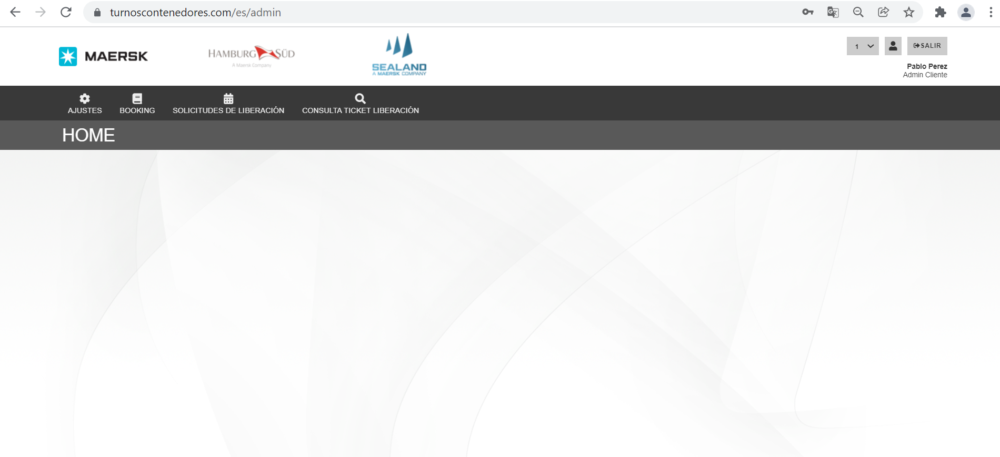 turnoscontenedores.com/es/admin
MAERSK
HAMBURG SÜD
A Maersk Company
SEALAND
A MAERSK COMPANY
1
SALIR
Pablo Perez
Admin Cliente
AJUSTES
BOOKING
SOLICITUDES DE LIBERACIÓN
CONSULTA TICKET LIBERACIÓN
HOME